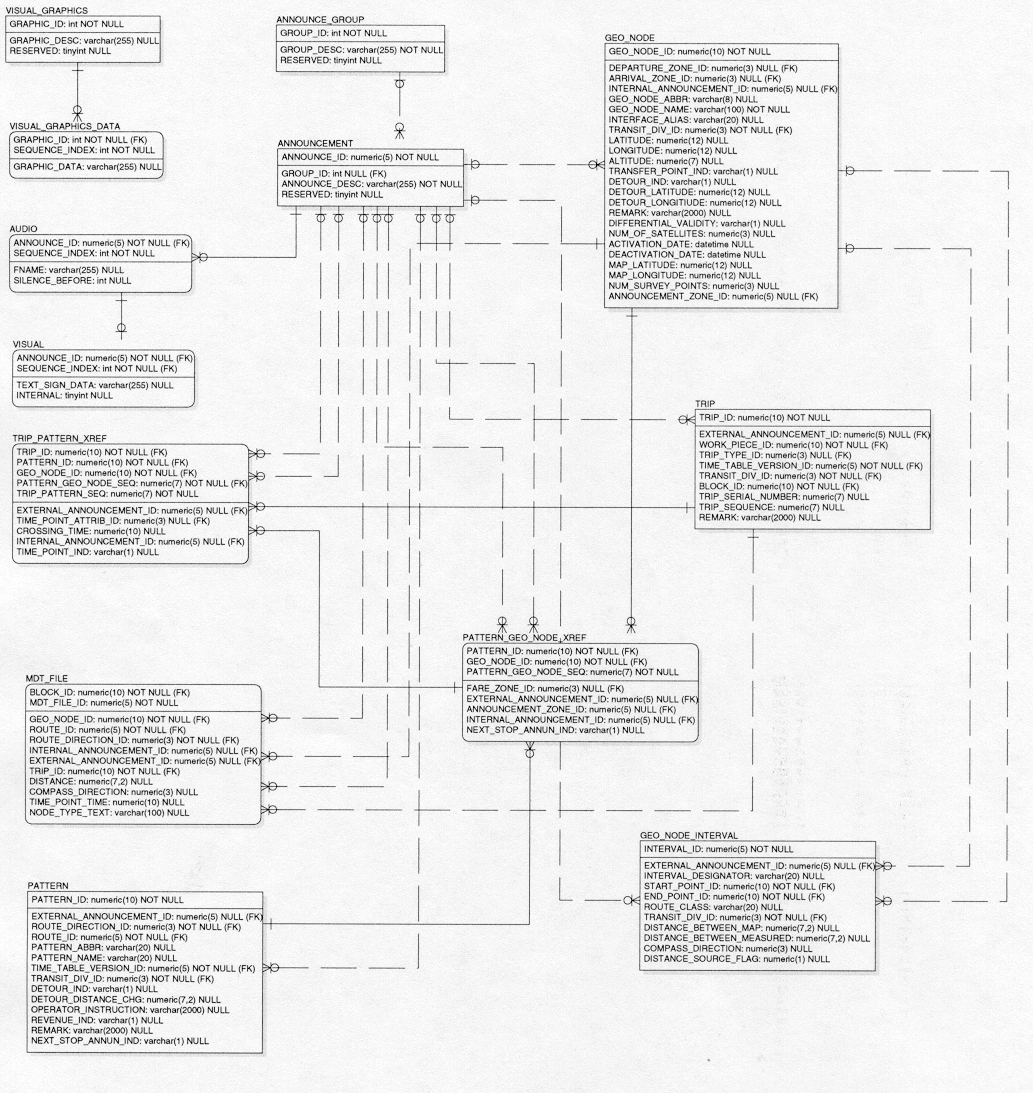 VISUAL_GRAPHICS
GRAPHIC_ID: int NOT NULL
GRAPHIC_DESC: varchar(255) NULL
RESERVED: tinyint NULL
VISUAL_GRAPHICS_DATA
GRAPHIC_ID: int NOT NULL (FK)
SEQUENCE_INDEX: int NOT NULL
GRAPHIC_DATA: varchar(255) NULL
AUDIO
ANNOUNCE_ID: numeric(5) NOT NULL (FK)
SEQUENCE_INDEX: int NOT NULL
FNAME: varchar(255) NULL
SILENCE_BEFORE: int NULL
VISUAL
ANNOUNCE_ID: numeric(5) NOT NULL (FK)
SEQUENCE_INDEX: int NOT NULL (FK)
TEXT_SIGN_DATA: varchar(255) NULL
INTERNAL: tinyint NULL
ANNOUNCE_GROUP
GROUP_ID: int NOT NULL
GROUP_DESC: varchar(255) NOT NULL
RESERVED: tinyint NULL
ANNOUNCEMENT
ANNOUNCE_ID: numeric(5) NOT NULL
GROUP_ID: int NULL (FK)
ANNOUNCE_DESC: varchar(255) NOT NULL
RESERVED: tinyint NULL
GEO_NODE
GEO_NODE_ID: numeric(10) NOT NULL
DEPARTURE_ZONE_ID: numeric(3) NULL (FK)
ARRIVAL_ZONE_ID: numeric(3) NULL (FK)
INTERNAL_ANNOUNCEMENT_ID: numeric(5) NULL (FK)
GEO_NODE_ABBR: varchar(8) NULL
GEO_NODE_NAME: varchar(100) NOT NULL
INTERFACE_ALIAS: varchar(20) NULL
TRANSIT_DIV_ID: numeric(3) NOT NULL (FK)
LATITUDE: numeric(12) NULL
LONGITUDE: numeric(12) NULL
ALTITUDE: numeric(7) NULL
TRANSFER_POINT_IND: varchar(1) NULL
DETOUR_IND: varchar(1) NULL
DETOUR_LATITUDE: numeric(12) NULL
DETOUR_LONGITIUDE: numeric(12) NULL
REMARK: varchar(2000) NULL
DIFFERENTIAL_VALIDITY: varchar(1) NULL
NUM_OF_SATELLITES: numeric(3) NULL
ACTIVATION_DATE: datetime NULL
DEACTIVATION_DATE: datetime NULL
MAP_LATITUDE: numeric(12) NULL
MAP_LONGITUDE: numeric(12) NULL
NUM_SURVEY_POINTS: numeric(3) NULL
ANNOUNCEMENT_ZONE_ID: numeric(5) NULL (FK)
TRIP
TRIP_ID: numeric(10) NOT NULL
EXTERNAL_ANNOUNCEMENT_ID: numeric(5) NULL (FK)
WORK_PIECE_ID: numeric(10) NOT NULL (FK)
TRIP_TYPE_ID: numeric(3) NULL (FK)
TIME_TABLE_VERSION_ID: numeric(5) NOT NULL (FK)
TRANSIT_DIV_ID: numeric(3) NOT NULL (FK)
BLOCK_ID: numeric(10) NOT NULL (FK)
TRIP_SERIAL_NUMBER: numeric(7) NULL
TRIP_SEQUENCE: numeric(7) NULL
REMARK: varchar(2000) NULL
TRIP_PATTERN_XREF
TRIP_ID: numeric(10) NOT NULL (FK)
PATTERN_ID: numeric(10) NOT NULL (FK)
GEO_NODE_ID: numeric(10) NOT NULL (FK)
PATTERN_GEO_NODE_SEQ: numeric(7) NOT NULL (FK)
TRIP_PATTERN_SEQ: numeric(7) NOT NULL
EXTERNAL_ANNOUNCEMENT_ID: numeric(5) NULL (FK)
TIME_POINT_ATTRIB_ID: numeric(3) NULL (FK)
CROSSING_TIME: numeric(10) NULL
INTERNAL_ANNOUNCEMENT_ID: numeric(5) NULL (FK)
TIME_POINT_IND: varchar(1) NULL
PATTERN_GEO_NODE_XREF
PATTERN_ID: numeric(10) NOT NULL (FK)
GEO_NODE_ID: numeric(10) NOT NULL (FK)
PATTERN_GEO_NODE_SEQ: numeric(7) NOT NULL
FARE_ZONE_ID: numeric(3) NULL (FK)
EXTERNAL_ANNOUNCEMENT_ID: numeric(5) NULL (FK)
ANNOUNCEMENT_ZONE_ID: numeric(5) NULL (FK)
INTERNAL_ANNOUNCEMENT_ID: numeric(5) NULL (FK)
NEXT_STOP_ANNUN_IND: varchar(1) NULL
MDT_FILE
BLOCK_ID: numeric(10) NOT NULL (FK)
MDT_FILE_ID: numeric(5) NOT NULL
GEO_NODE_ID: numeric(10) NOT NULL (FK)
ROUTE_ID: numeric(5) NOT NULL (FK)
ROUTE_DIRECTION_ID: numeric(3) NOT NULL (FK)
INTERNAL_ANNOUNCEMENT_ID: numeric(5) NULL (FK)
EXTERNAL_ANNOUNCEMENT_ID: numeric(5) NULL (FK)
TRIP_ID: numeric(10) NOT NULL (FK)
DISTANCE: numeric(7,2) NULL
COMPASS_DIRECTION: numeric(3) NULL
TIME_POINT_TIME: numeric(10) NULL
NODE_TYPE_TEXT: varchar(100) NULL
GEO_NODE_INTERVAL
INTERVAL_ID: numeric(5) NOT NULL
EXTERNAL_ANNOUNCEMENT_ID: numeric(5) NULL (FK)
INTERVAL_DESIGNATOR: varchar(20) NULL
START_POINT_ID: numeric(10) NOT NULL (FK)
END_POINT_ID: numeric(10) NOT NULL (FK)
ROUTE_CLASS: varchar(20) NULL
TRANSIT_DIV_ID: numeric(3) NOT NULL (FK)
DISTANCE_BETWEEN_MAP: numeric(7,2) NULL
DISTANCE_BETWEEN_MEASURED: numeric(7,2) NULL
COMPASS_DIRECTION: numeric(3) NULL
DISTANCE_SOURCE_FLAG: numeric(1) NULL
PATTERN
PATTERN_ID: numeric(10) NOT NULL
EXTERNAL_ANNOUNCEMENT_ID: numeric(5) NULL (FK)
ROUTE_DIRECTION_ID: numeric(3) NOT NULL (FK)
ROUTE_ID: numeric(5) NOT NULL (FK)
PATTERN_ABBR: varchar(20) NULL
PATTERN_NAME: varchar(20) NULL
TIME_TABLE_VERSION_ID: numeric(5) NOT NULL (FK)
TRANSIT_DIV_ID: numeric(3) NOT NULL (FK)
DETOUR_IND: varchar(1) NULL
DETOUR_DISTANCE_CHG: numeric(7,2) NULL
OPERATOR_INSTRUCTION: varchar(2000) NULL
REVENUE_IND: varchar(1) NULL
REMARK: varchar(2000) NULL
NEXT_STOP_ANNUN_IND: varchar(1) NULL